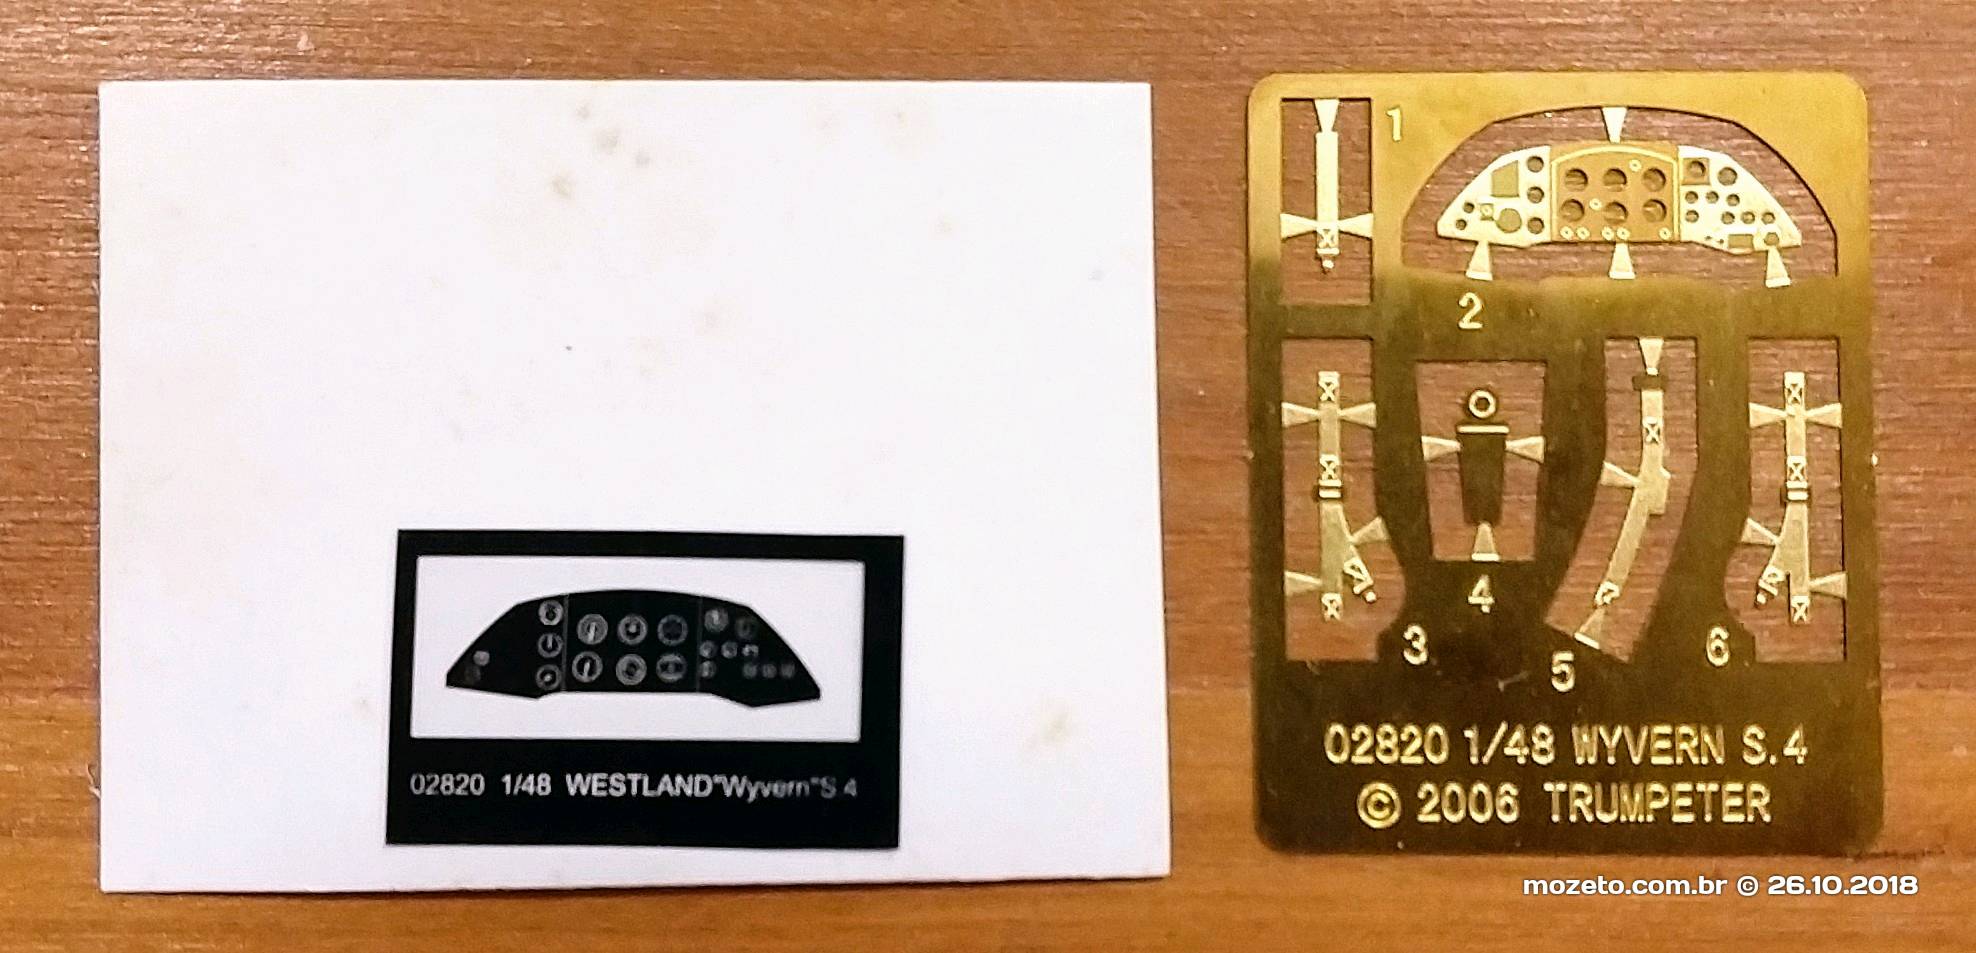 02820 1/48 WESTLAND"Wyvern"S.4
1
2
3
4
5
6
02820 1/48 WYVERN S.4
© 2006 TRUMPETER
mozeto.com.br © 26.10.2018